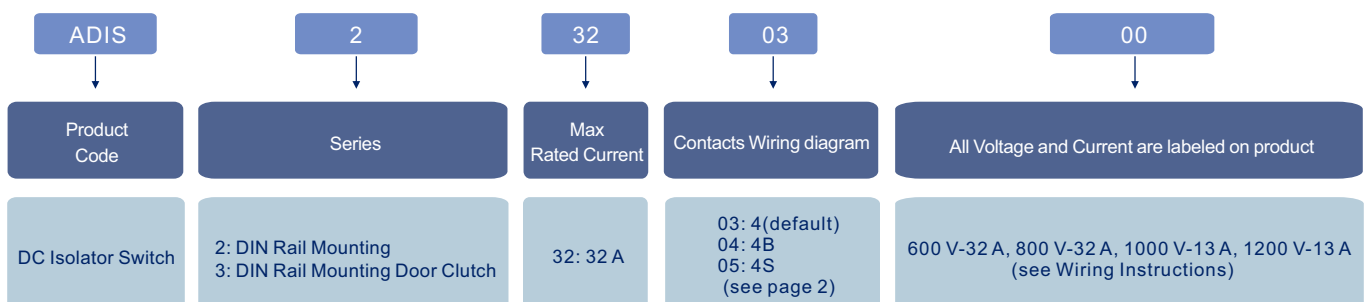 ADIS
2
32
03
00
Product
Code
Series
Max
Rated Current
Contacts Wiring diagram
All Voltage and Current are labeled on product
DC Isolator Switch
2: DIN Rail Mounting
3: DIN Rail Mounting Door Clutch
32: 32 A
03: 4(default)
04: 4B
05: 4S
(see page 2)
600 V-32 A, 800 V-32 A, 1000 V-13 A, 1200 V-13 A
(see Wiring Instructions)